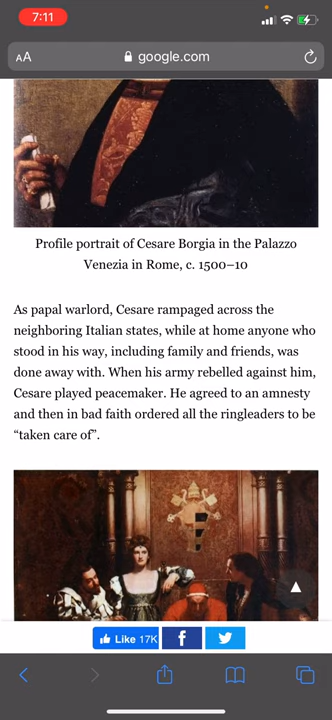 7:11
AA
google.com
Profile portrait of Cesare Borgia in the Palazzo
Venezia in Rome, c. 1500–10
As papal warlord, Cesare rampaged across the
neighboring Italian states, while at home anyone who
stood in his way, including family and friends, was
done away with. When his army rebelled against him,
Cesare played peacemaker. He agreed to an amnesty
and then in bad faith ordered all the ringleaders to be
“taken care of”.
Like 17K